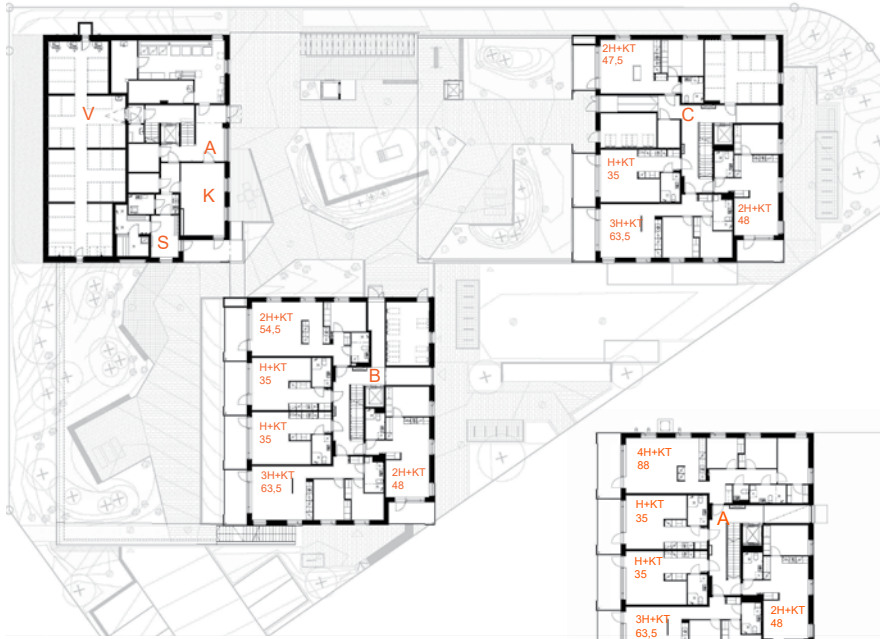 V
A
K
S
2H+KT
47,5
C
H+KT
35
3H+KT
63,5
2H+KT
48
2H+KT
54,5
H+KT
35
B
H+KT
35
3H+KT
63,5
2H+KT
48
4H+KT
88
H+KT
35
A
H+KT
35
3H+KT
63,5
2H+KT
48